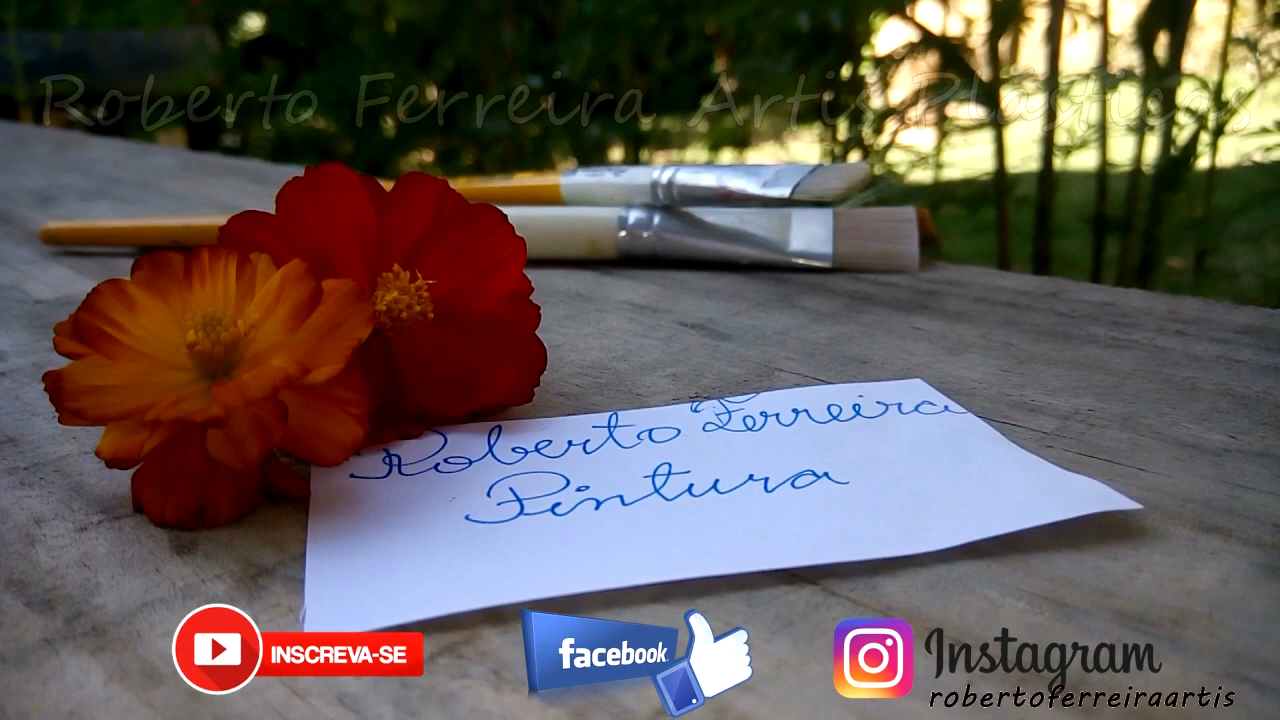 Roberto Ferreira Artis Plásticas
Roberto Ferreira
Pintura
INSCREVA-SE
facebook
Instagram
robertoferreiraartis